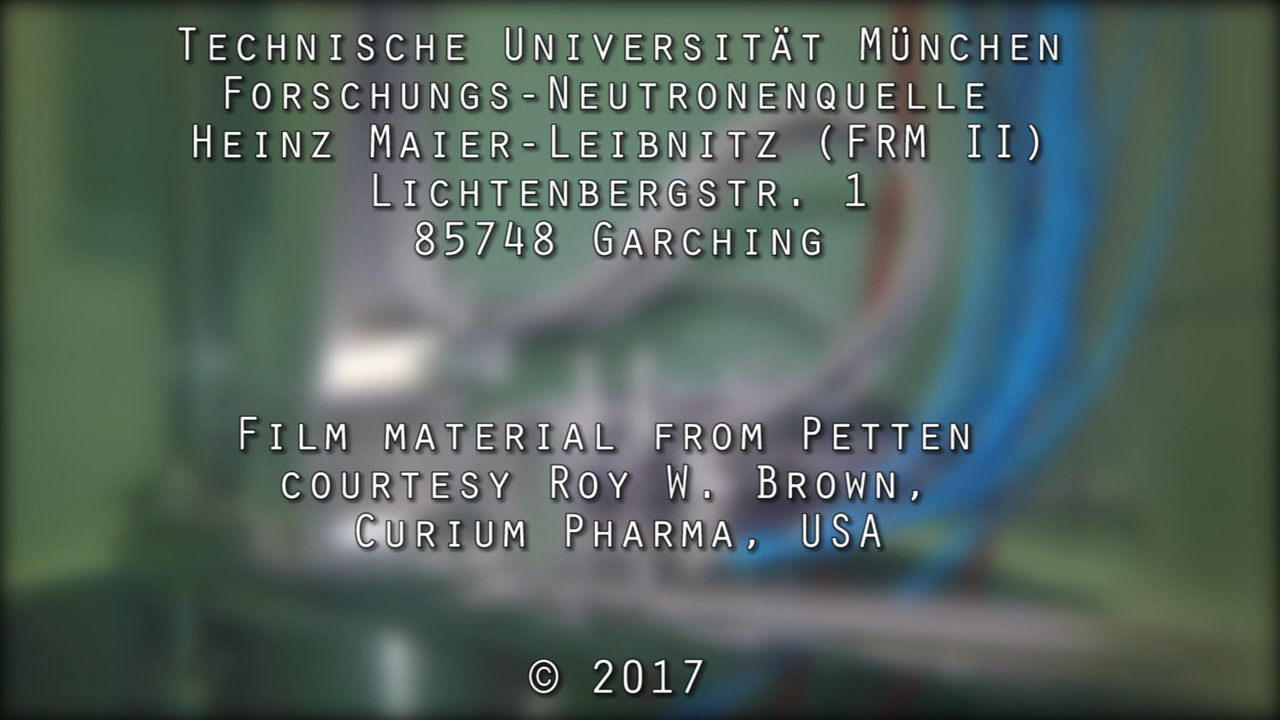 Technische Universität München
Forschungs-Neutronenquelle
Heinz Maier-Leibnitz (FRM II)
Lichtenbergstr. 1
85748 Garching
Film material from Petten
courtesy Roy W. Brown,
Curium Pharma, USA
© 2017